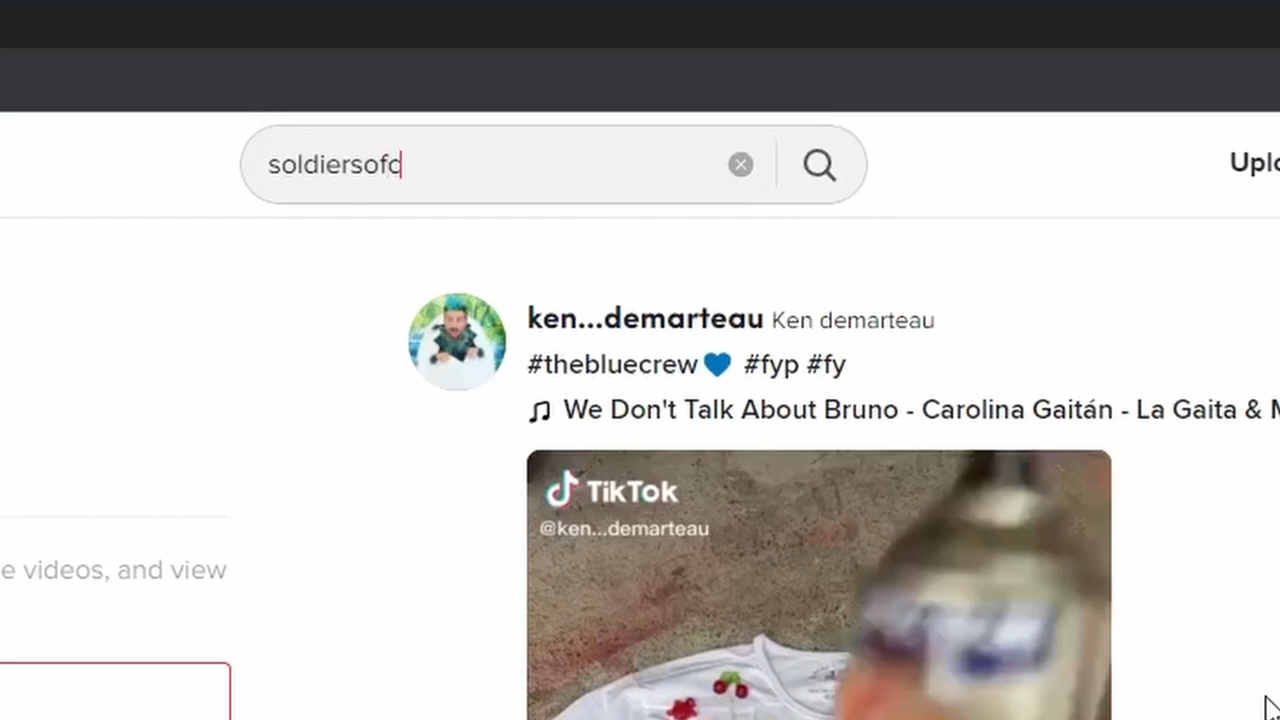 soldiersofc
Uplo
ken...demarteau Ken demarteau
#thebluecrew💙 #fyp #fy
We Don't Talk About Bruno - Carolina Gaitán - La Gaita & M
TikTok
@ken...demarteau
e videos, and view